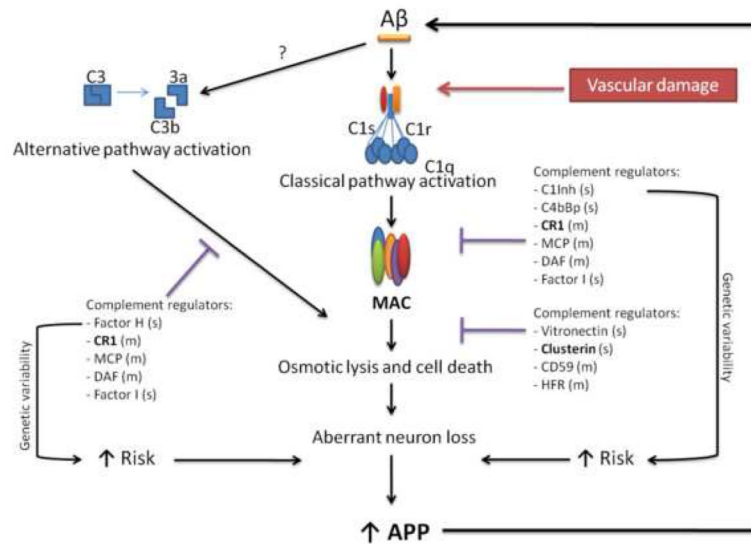 Aβ
?
C3
3a
C3b
Alternative pathway activation
Vascular damage
C1s
C1r
C1q
Classical pathway activation
Complement regulators:
- C1Inh (s)
- C4bBp (s)
- CR1 (m)
- MCP (m)
- DAF (m)
- Factor I (s)
MAC
Complement regulators:
- Factor H (s)
- CR1 (m)
- MCP (m)
- DAF (m)
- Factor I (s)
Genetic variability
Complement regulators:
- Vitronectin (s)
- Clusterin (s)
- CD59 (m)
- HFR (m)
Genetic variability
Osmotic lysis and cell death
Aberrant neuron loss
↑ Risk
↑ Risk
↑ APP